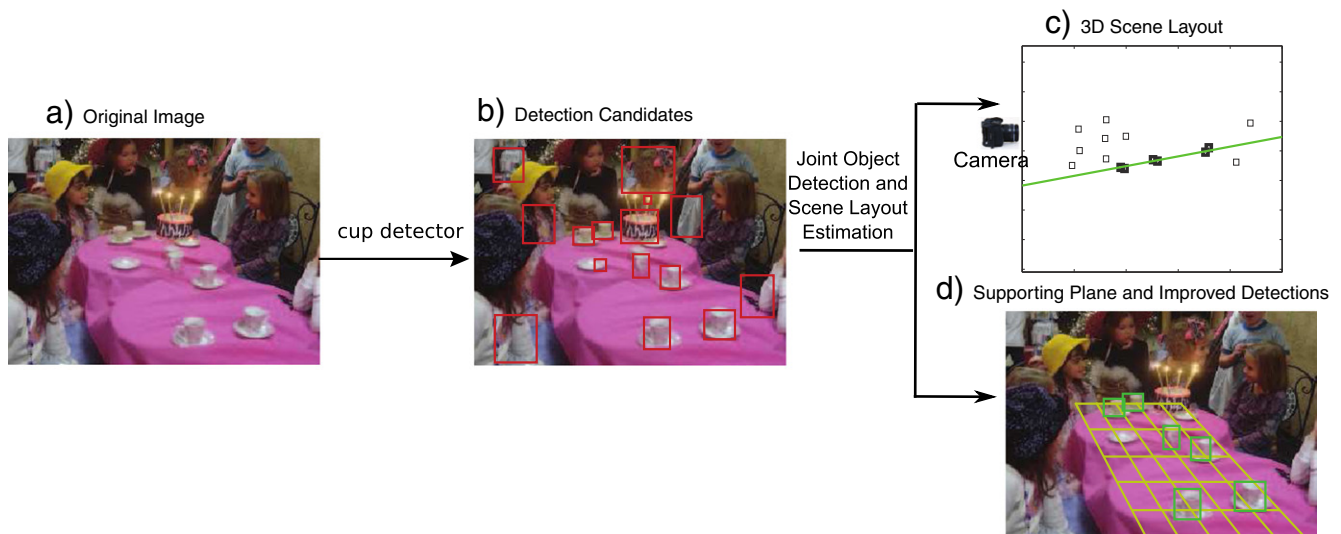 a) Original Image
cup detector
b) Detection Candidates
Joint Object
Detection and
Scene Layout
Estimation
c) 3D Scene Layout
Camera
d) Supporting Plane and Improved Detections